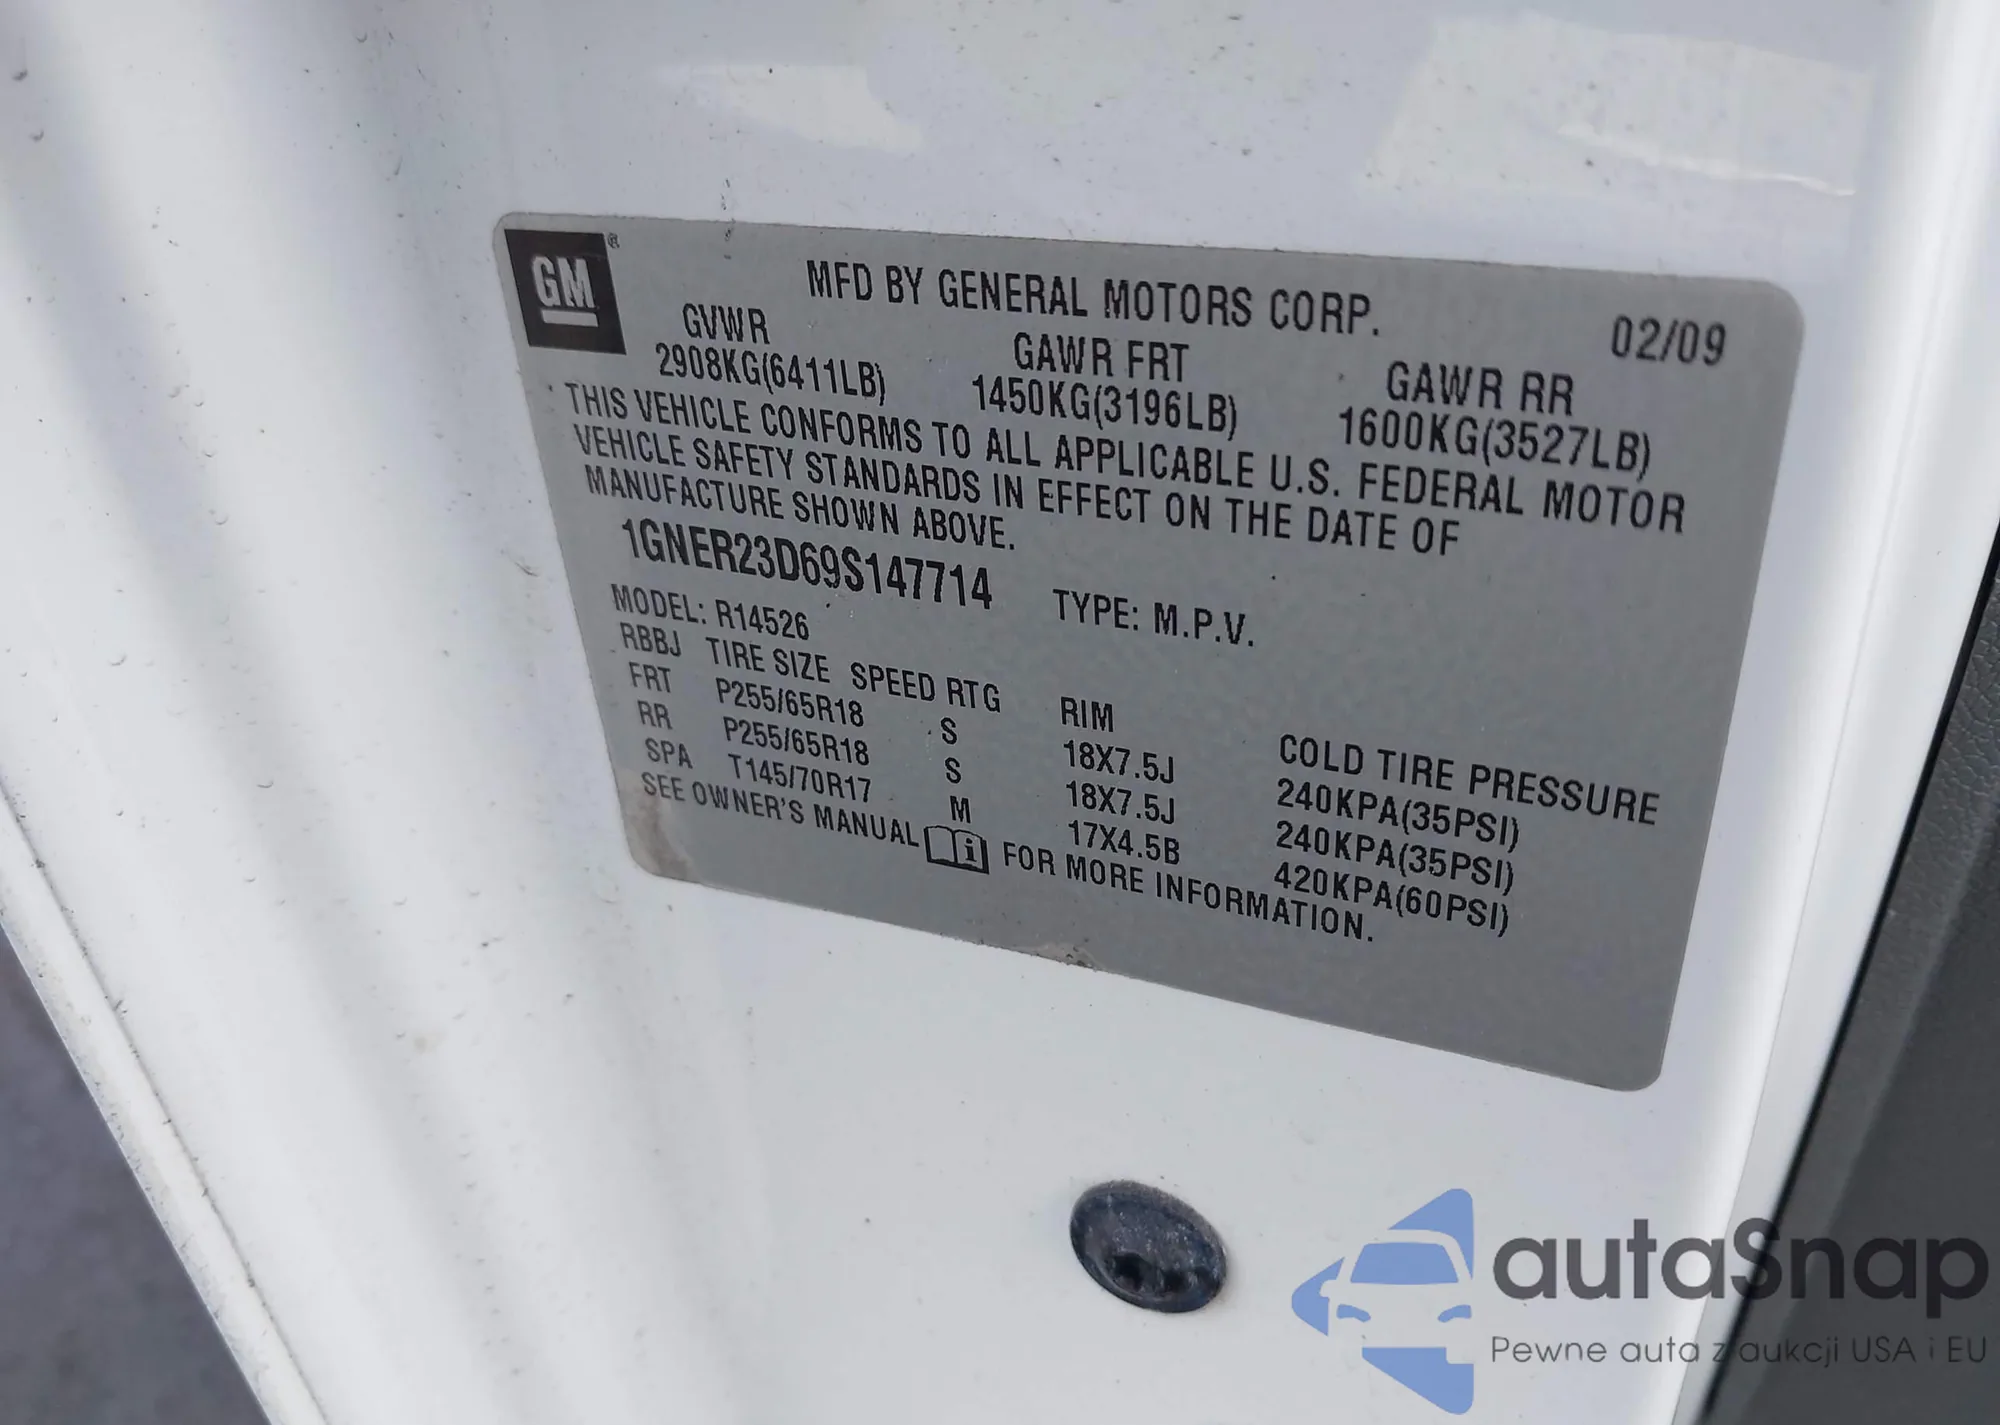 GM®
MFD BY GENERAL MOTORS CORP. 02/09
GVWR GAWR FRT GAWR RR
2908KG(6411LB) 1450KG(3196LB) 1600KG(3527LB)
THIS VEHICLE CONFORMS TO ALL APPLICABLE U.S. FEDERAL MOTOR
VEHICLE SAFETY STANDARDS IN EFFECT ON THE DATE OF
MANUFACTURE SHOWN ABOVE.
1GNER23D69S147714 TYPE: M.P.V.
MODEL: R14526
RBBJ TIRE SIZE SPEED RTG RIM COLD TIRE PRESSURE
FRT P255/65R18 S 18X7.5J 240KPA(35PSI)
RR P255/65R18 S 18X7.5J 240KPA(35PSI)
SPA T145/70R17 M 17X4.5B 420KPA(60PSI)
SEE OWNER'S MANUAL FOR MORE INFORMATION.
autaSnap
Pewne auta z aukcji USA i EU